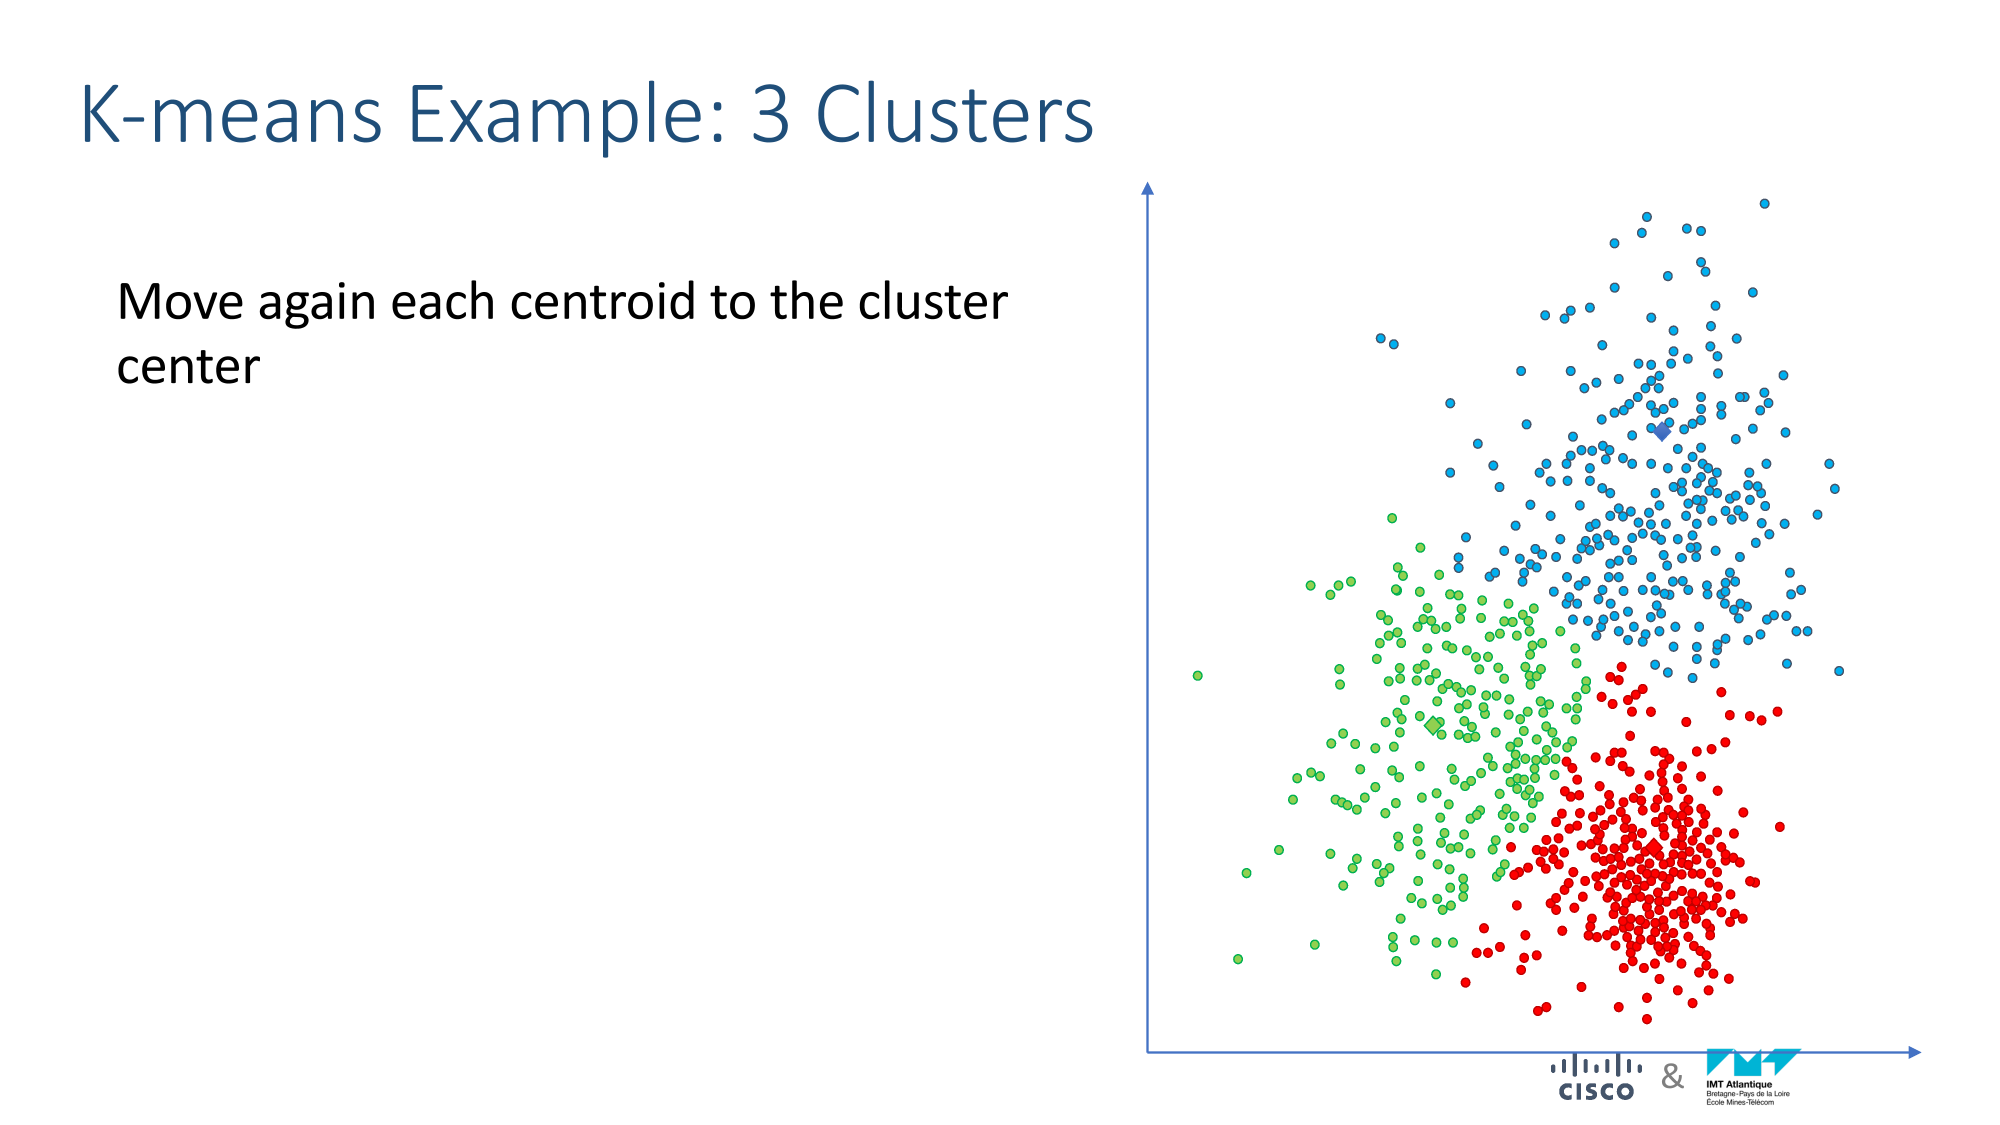 K-means Example: 3 Clusters
Move again each centroid to the cluster
center
CISCO
&
IMT Atlantique
Bretagne-Pays de la Loire
École Mines-Télécom